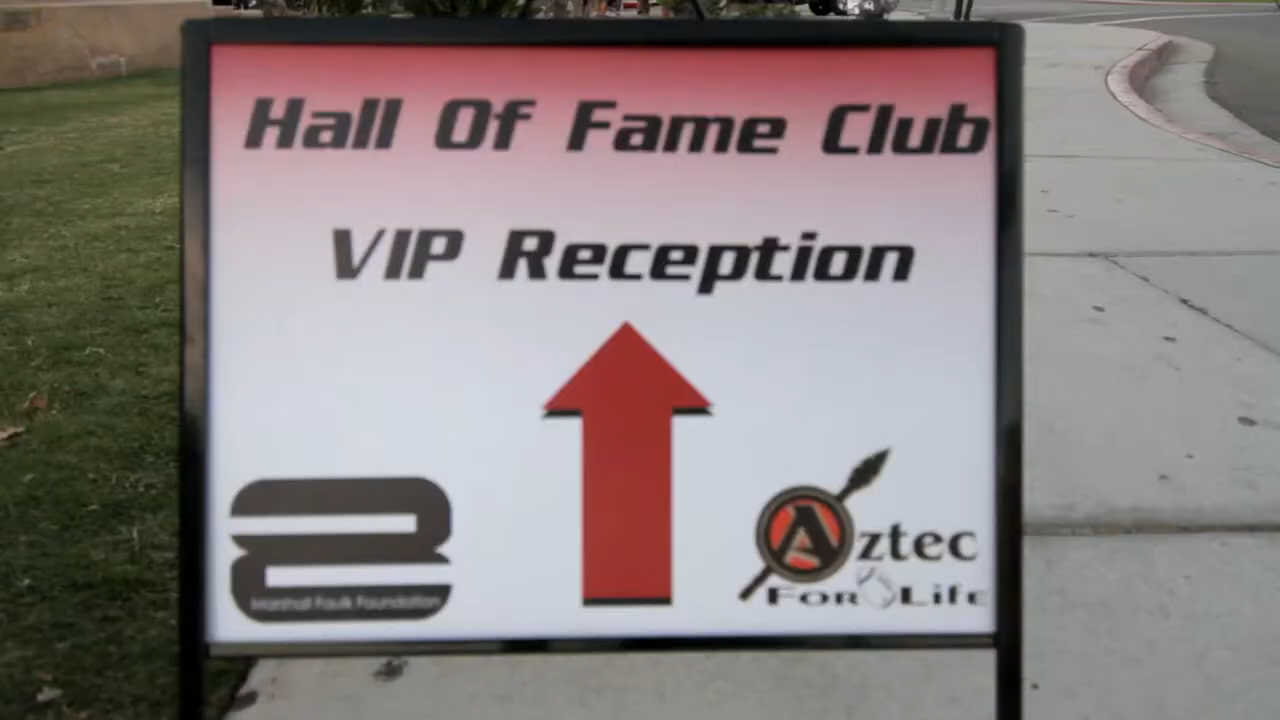 Hall Of Fame Club
VIP Reception
Marshall Faulk Foundation
Aztec
For Life